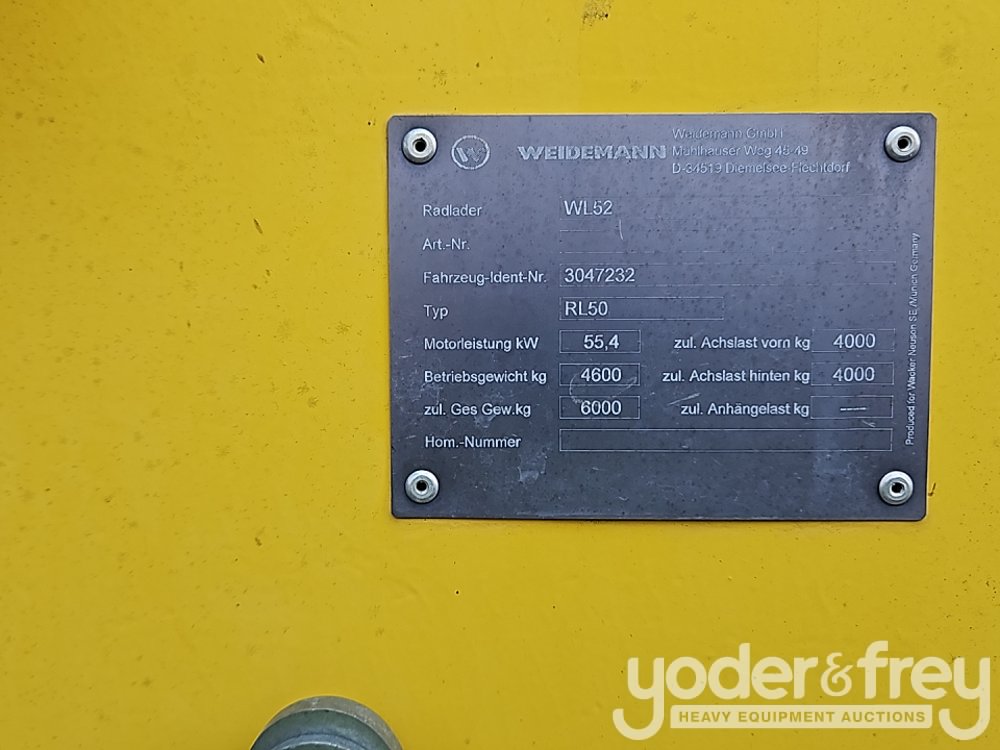 W WEIDEMANN
Weidemann GmbH
Mühlhäuser Weg 45-49
D-34519 Diemelsee-Flechtdorf
Radlader WL52
Art.-Nr.
Fahrzeug-Ident-Nr. 3047232
Typ RL50
Motorleistung kW 55,4 zul. Achslast vorn kg 4000
Betriebsgewicht kg 4600 zul. Achslast hinten kg 4000
zul. Ges Gew.kg 6000 zul. Anhängelast kg ----
Hom.-Nummer
Produced for Wacker Neuson SE /Munich Germany
yoder&frey
HEAVY EQUIPMENT AUCTIONS